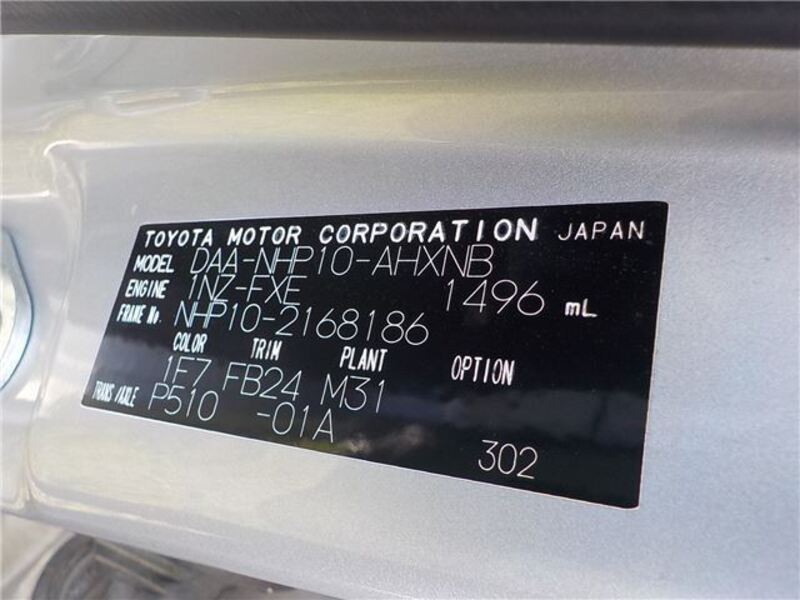 TOYOTA MOTOR CORPORATION JAPAN
MODEL DAA-NHP10-AHXNB
ENGINE 1NZ-FXE 1496 mL
FRAME No. NHP10-2168186
COLOR TRIM PLANT OPTION
1F7 FB24 M31
TRANS/AXLE P510 -01A
302